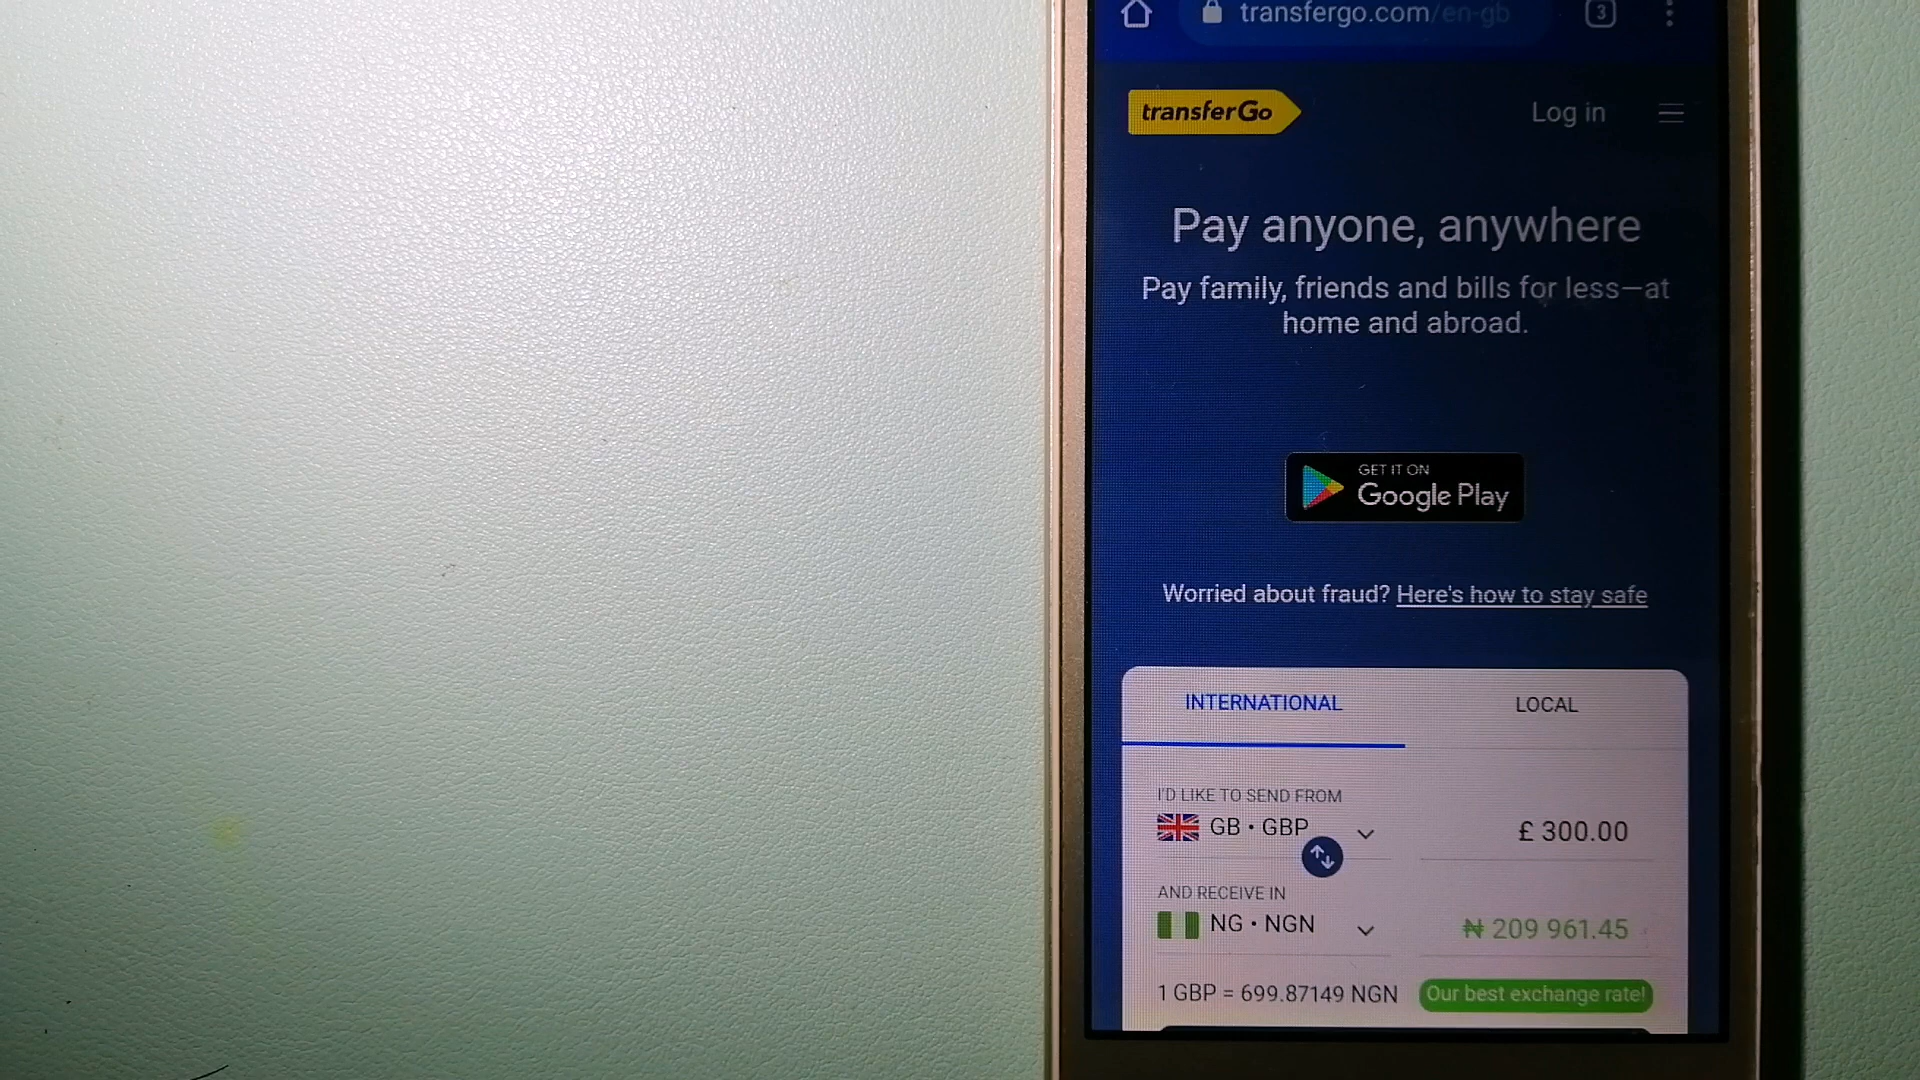 transfergo.com/en-gb
3
transferGo
Log in
Pay anyone, anywhere
Pay family, friends and bills for less—at
home and abroad.
GET IT ON
Google Play
Worried about fraud? Here's how to stay safe
INTERNATIONAL
LOCAL
I'D LIKE TO SEND FROM
GB • GBP
£ 300.00
AND RECEIVE IN
NG • NGN
₦ 209 961.45
1 GBP = 699.87149 NGN
Our best exchange rate!